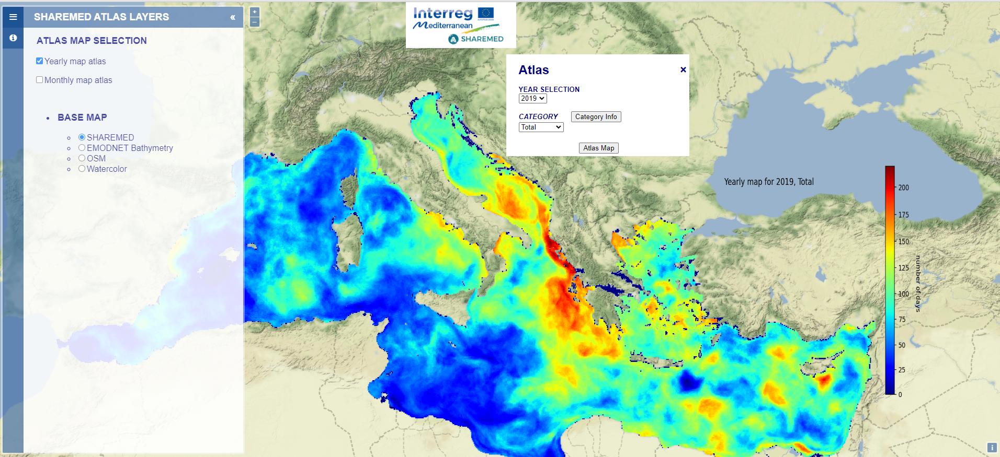 SHAREMED ATLAS LAYERS
«
ATLAS MAP SELECTION
Yearly map atlas
Monthly map atlas
BASE MAP
SHAREMED
EMODNET Bathymetry
OSM
Watercolor
+
−
Interreg
Mediterranean
SHAREMED
Atlas
×
YEAR SELECTION
2019
CATEGORY
Category Info
Total
Atlas Map
Yearly map for 2019, Total
200
175
150
125
100
75
50
25
0
number of days
i